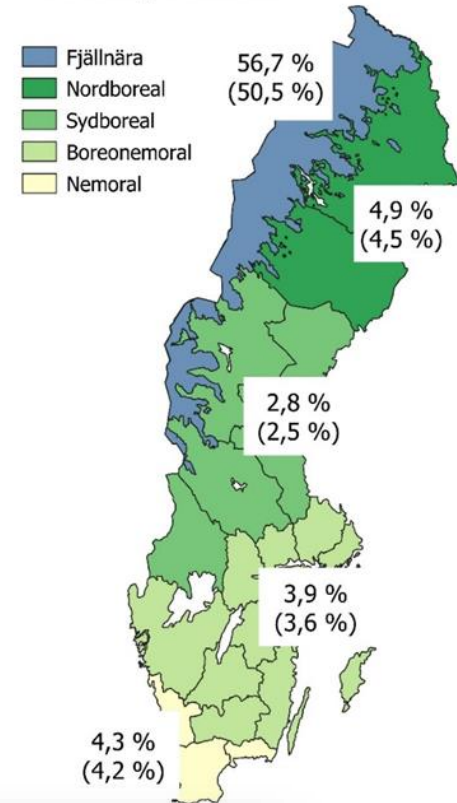 Fjällnära
Nordboreal
Sydboreal
Boreonemoral
Nemoral
56,7 %
(50,5 %)
4,9 %
(4,5 %)
2,8 %
(2,5 %)
3,9 %
(3,6 %)
4,3 %
(4,2 %)